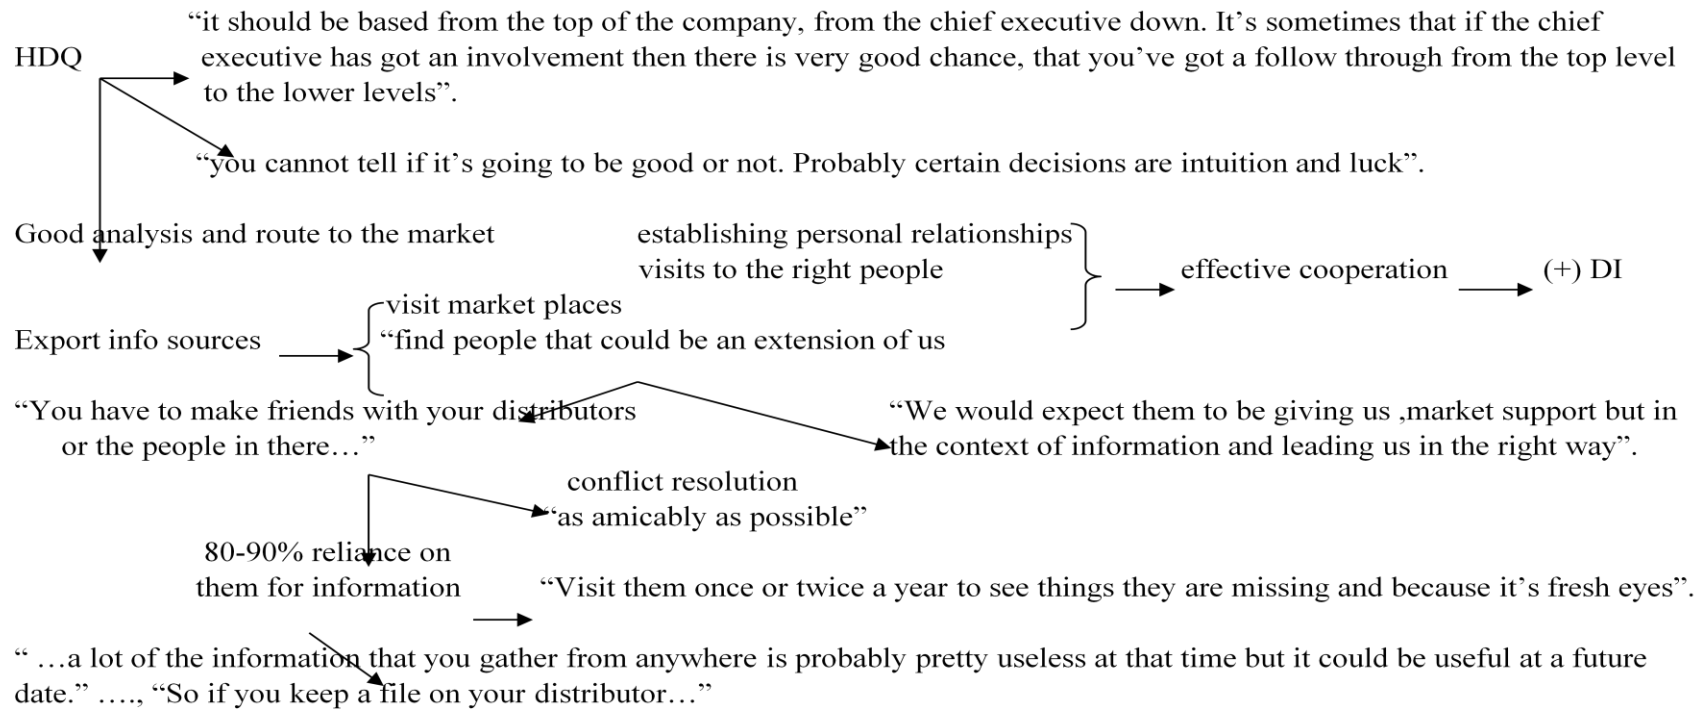 “it should be based from the top of the company, from the chief executive down. It’s sometimes that if the chief
HDQ executive has got an involvement then there is very good chance, that you’ve got a follow through from the top level
to the lower levels”.
“you cannot tell if it’s going to be good or not. Probably certain decisions are intuition and luck”.
Good analysis and route to the market establishing personal relationships
visits to the right people effective cooperation (+) DI
visit market places
Export info sources “find people that could be an extension of us
“You have to make friends with your distributors “We would expect them to be giving us ,market support but in
or the people in there…” the context of information and leading us in the right way”.
conflict resolution
“as amicably as possible”
80-90% reliance on
them for information “Visit them once or twice a year to see things they are missing and because it’s fresh eyes”.
“ …a lot of the information that you gather from anywhere is probably pretty useless at that time but it could be useful at a future
date.” …., “So if you keep a file on your distributor…”